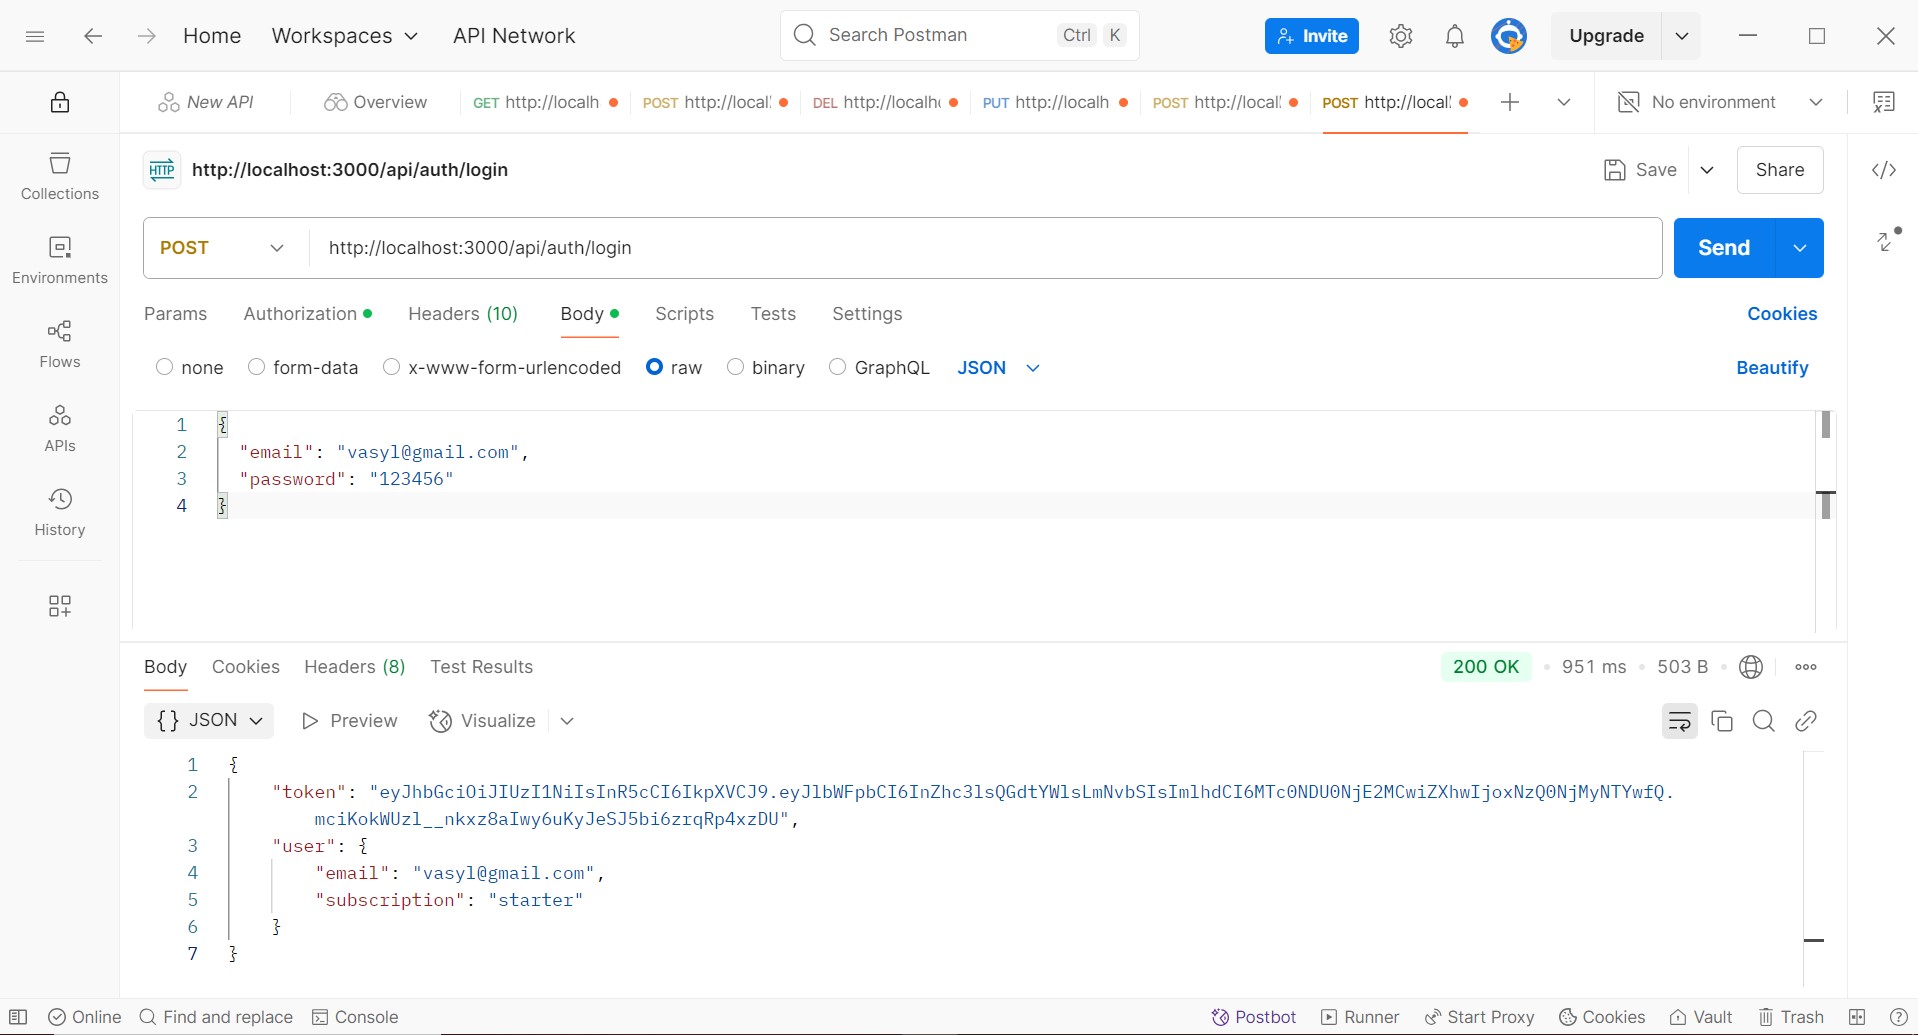 Home Workspaces API Network Search Postman Ctrl K Invite Upgrade
New API Overview GET http://localh POST http://local DEL http://localh PUT http://localh POST http://local POST http://local No environment
HTTP http://localhost:3000/api/auth/login Save Share
Collections
Environments
Flows
APIs
History
POST http://localhost:3000/api/auth/login Send
Params Authorization Headers (10) Body Scripts Tests Settings Cookies
none form-data x-www-form-urlencoded raw binary GraphQL JSON Beautify
1 {
2 "email": "vasyl@gmail.com",
3 "password": "123456"
4 }
Body Cookies Headers (8) Test Results 200 OK 951 ms 503 B
{} JSON Preview Visualize
1 {
2 "token": "eyJhbGciOiJIUzI1NiIsInR5cCI6IkpXVCJ9.eyJlbWFpbCI6InZhc3lsQGdtYWlsLmNvbSIsImlhdCI6MTc0NDU0NjE2MCwiZXhwIjoxNzQ0NjMyNTYwfQ.
mciKokWUzl__nkxz8aIwy6uKyJeSJ5bi6zrqRp4xzDU",
3 "user": {
4 "email": "vasyl@gmail.com",
5 "subscription": "starter"
6 }
7 }
Online Find and replace Console Postbot Runner Start Proxy Cookies Vault Trash